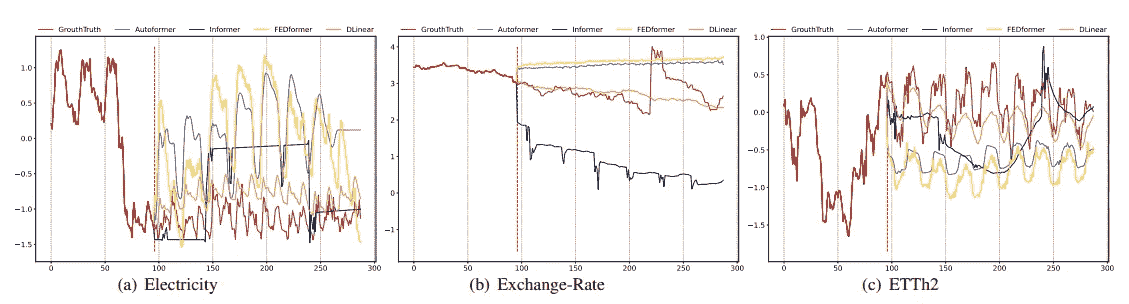 GrouthTruth Autoformer Informer FEDformer DLinear
1.0
0.5
0.0
−0.5
−1.0
−1.5
0 50 100 150 200 250 300
(a) Electricity
GrouthTruth Autoformer Informer FEDformer DLinear
4
3
2
1
0
−1
0 50 100 150 200 250 300
(b) Exchange-Rate
GrouthTruth Autoformer Informer FEDformer DLinear
1.0
0.5
0.0
−0.5
−1.0
−1.5
0 50 100 150 200 250 300
(c) ETTh2